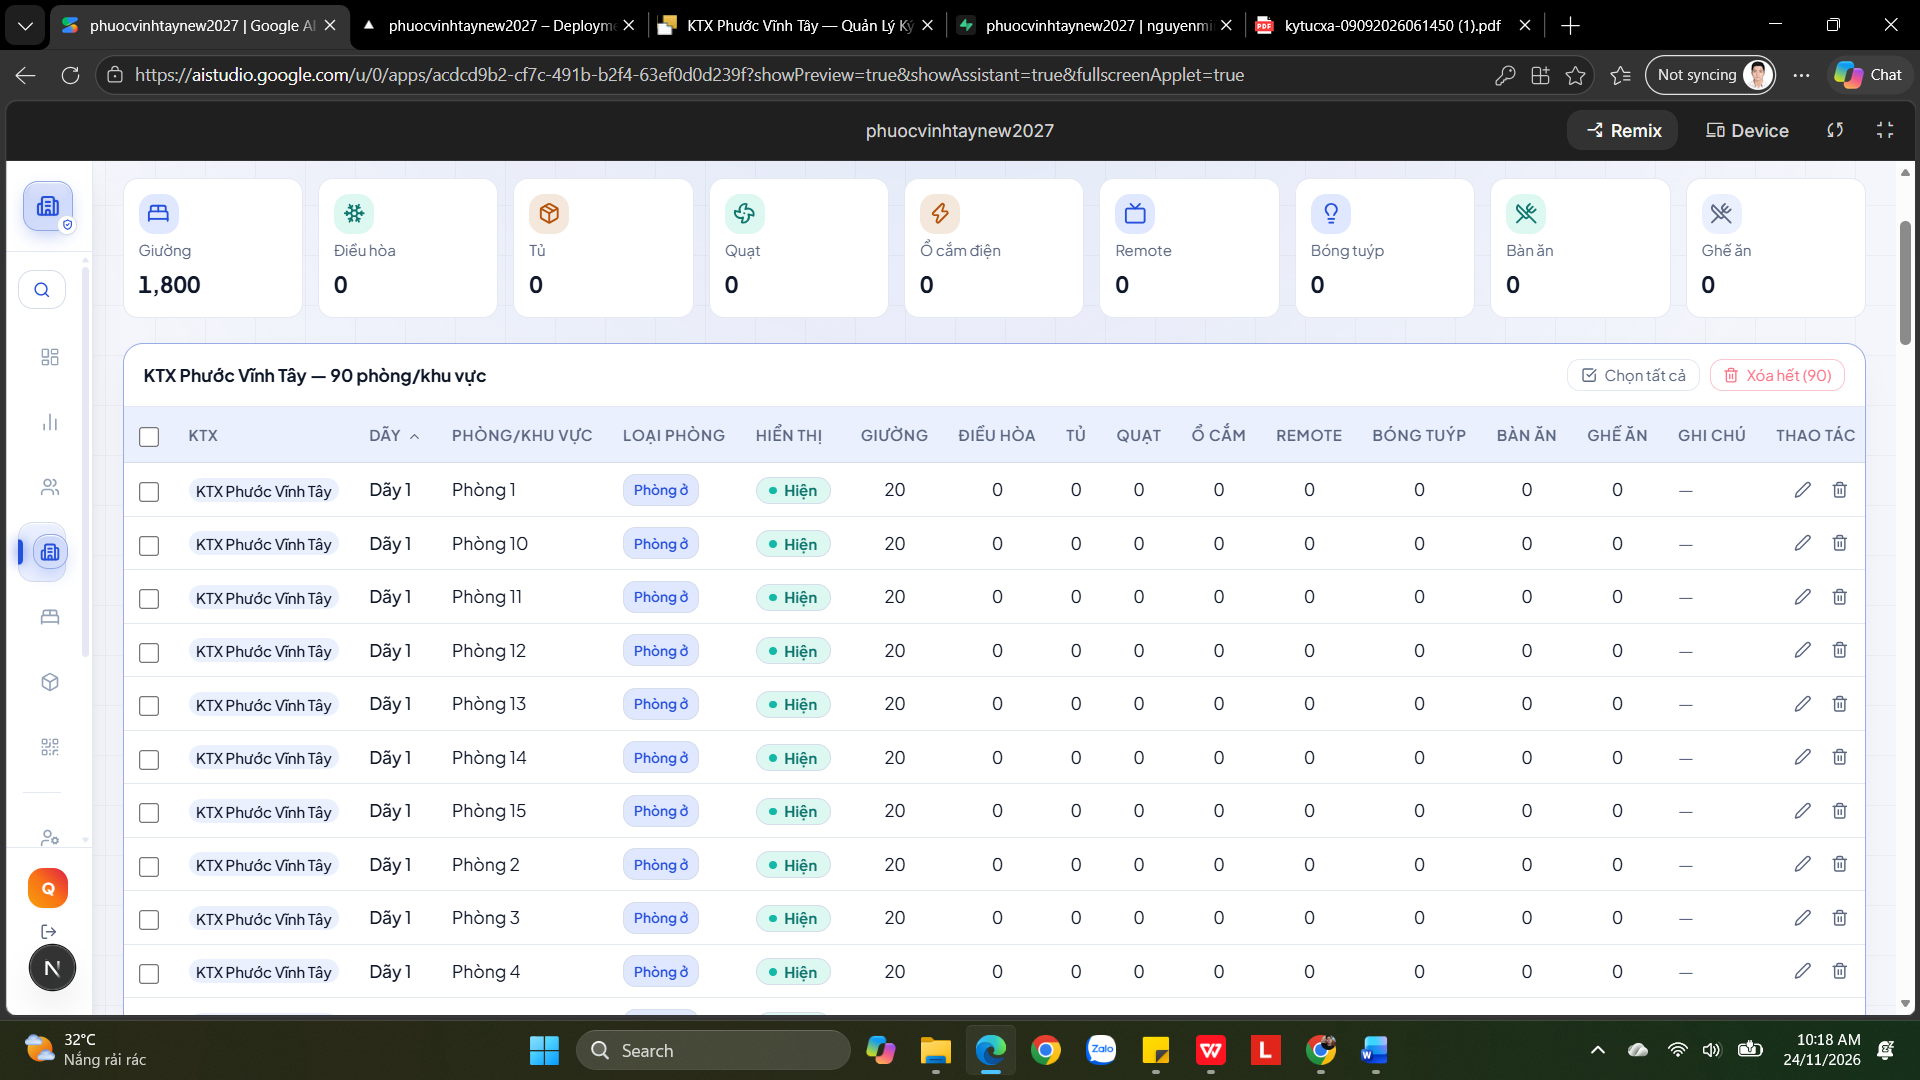 phuocvinhtaynew2027 | Google AI
phuocvinhtaynew2027 – Deployme
KTX Phước Vĩnh Tây — Quản Lý Ký
phuocvinhtaynew2027 | nguyenmi
kytucxa-09092026061450 (1).pdf
https://aistudio.google.com/u/0/apps/acdcd9b2-cf7c-491b-b2f4-63ef0d0d239f?showPreview=true&showAssistant=true&fullscreenApplet=true
Not syncing
Chat
phuocvinhtaynew2027
Remix
Device
Giường
1,800
Điều hòa
0
Tủ
0
Quạt
0
Ổ cắm điện
0
Remote
0
Bóng tuýp
0
Bàn ăn
0
Ghế ăn
0
KTX Phước Vĩnh Tây — 90 phòng/khu vực
Chọn tất cả
Xóa hết (90)
KTX DÃY PHÒNG/KHU VỰC LOẠI PHÒNG HIỂN THỊ GIƯỜNG ĐIỀU HÒA TỦ QUẠT Ổ CẮM REMOTE BÓNG TUÝP BÀN ĂN GHẾ ĂN GHI CHÚ THAO TÁC
KTX Phước Vĩnh Tây Dãy 1 Phòng 1 Phòng ở Hiện 20 0 0 0 0 0 0 0 0 —
KTX Phước Vĩnh Tây Dãy 1 Phòng 10 Phòng ở Hiện 20 0 0 0 0 0 0 0 0 —
KTX Phước Vĩnh Tây Dãy 1 Phòng 11 Phòng ở Hiện 20 0 0 0 0 0 0 0 0 —
KTX Phước Vĩnh Tây Dãy 1 Phòng 12 Phòng ở Hiện 20 0 0 0 0 0 0 0 0 —
KTX Phước Vĩnh Tây Dãy 1 Phòng 13 Phòng ở Hiện 20 0 0 0 0 0 0 0 0 —
KTX Phước Vĩnh Tây Dãy 1 Phòng 14 Phòng ở Hiện 20 0 0 0 0 0 0 0 0 —
KTX Phước Vĩnh Tây Dãy 1 Phòng 15 Phòng ở Hiện 20 0 0 0 0 0 0 0 0 —
KTX Phước Vĩnh Tây Dãy 1 Phòng 2 Phòng ở Hiện 20 0 0 0 0 0 0 0 0 —
KTX Phước Vĩnh Tây Dãy 1 Phòng 3 Phòng ở Hiện 20 0 0 0 0 0 0 0 0 —
KTX Phước Vĩnh Tây Dãy 1 Phòng 4 Phòng ở Hiện 20 0 0 0 0 0 0 0 0 —
Q
N
32°C
Nắng rải rác
Search
Zalo
10:18 AM
24/11/2026